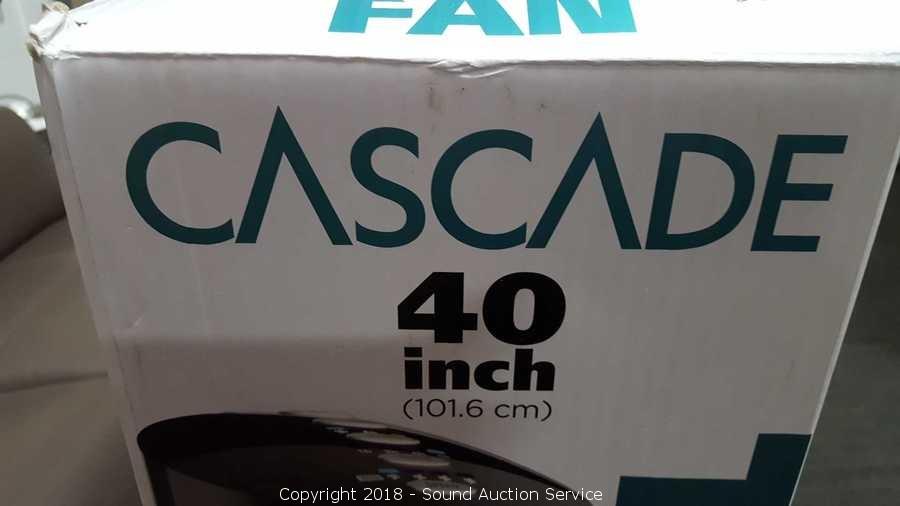 FAN
CASCADE
40
inch
(101.6 cm)
Copyright 2018 - Sound Auction Service